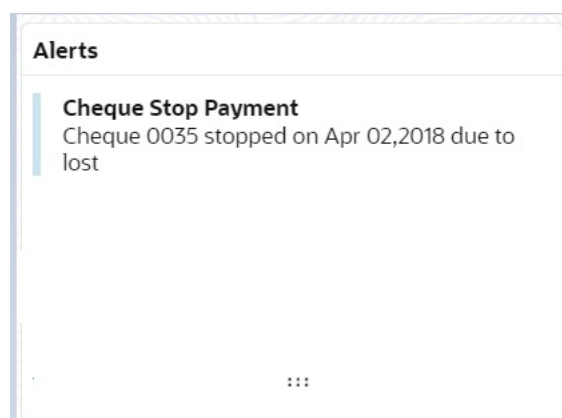 Alerts
Cheque Stop Payment
Cheque 0035 stopped on Apr 02,2018 due to
lost